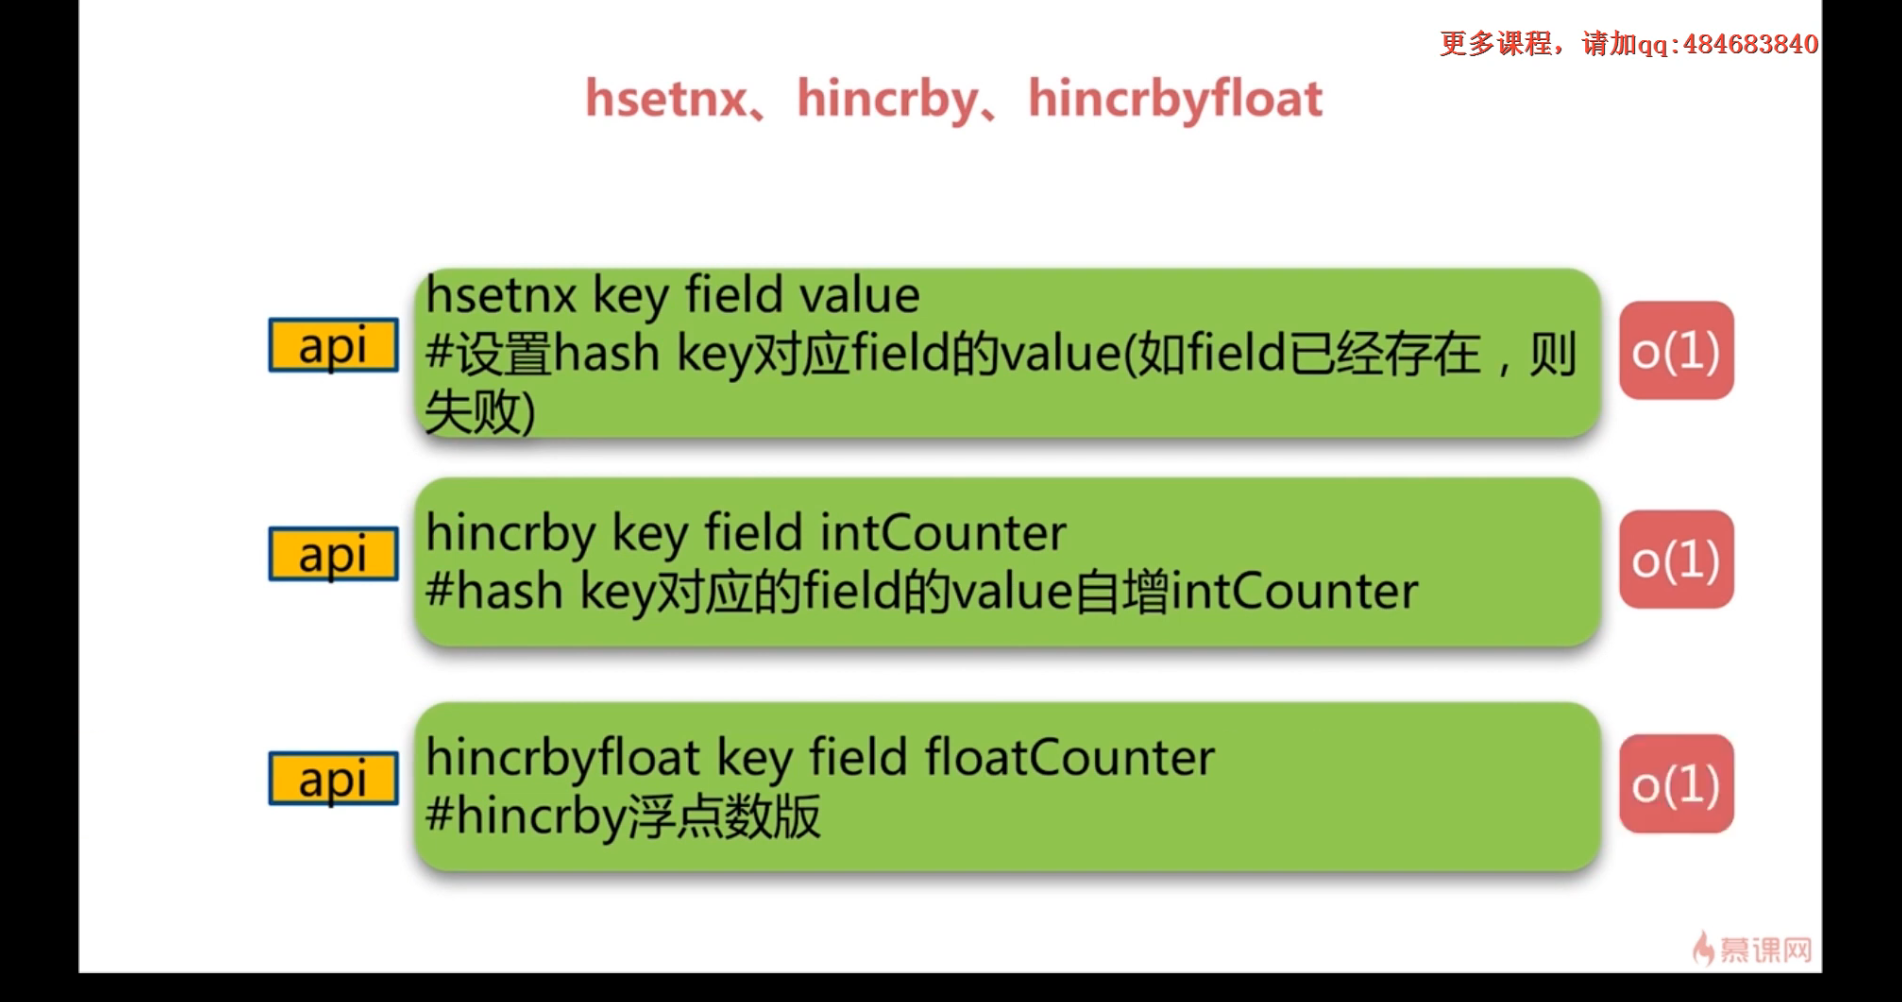 更多课程，请加qq:484683840
hsetnx、hincrby、hincrbyfloat
api
hsetnx key field value
#设置hash key对应field的value(如field已经存在，则
失败)
o(1)
api
hincrby key field intCounter
#hash key对应的field的value自增intCounter
o(1)
api
hincrbyfloat key field floatCounter
#hincrby浮点数版
o(1)
慕课网